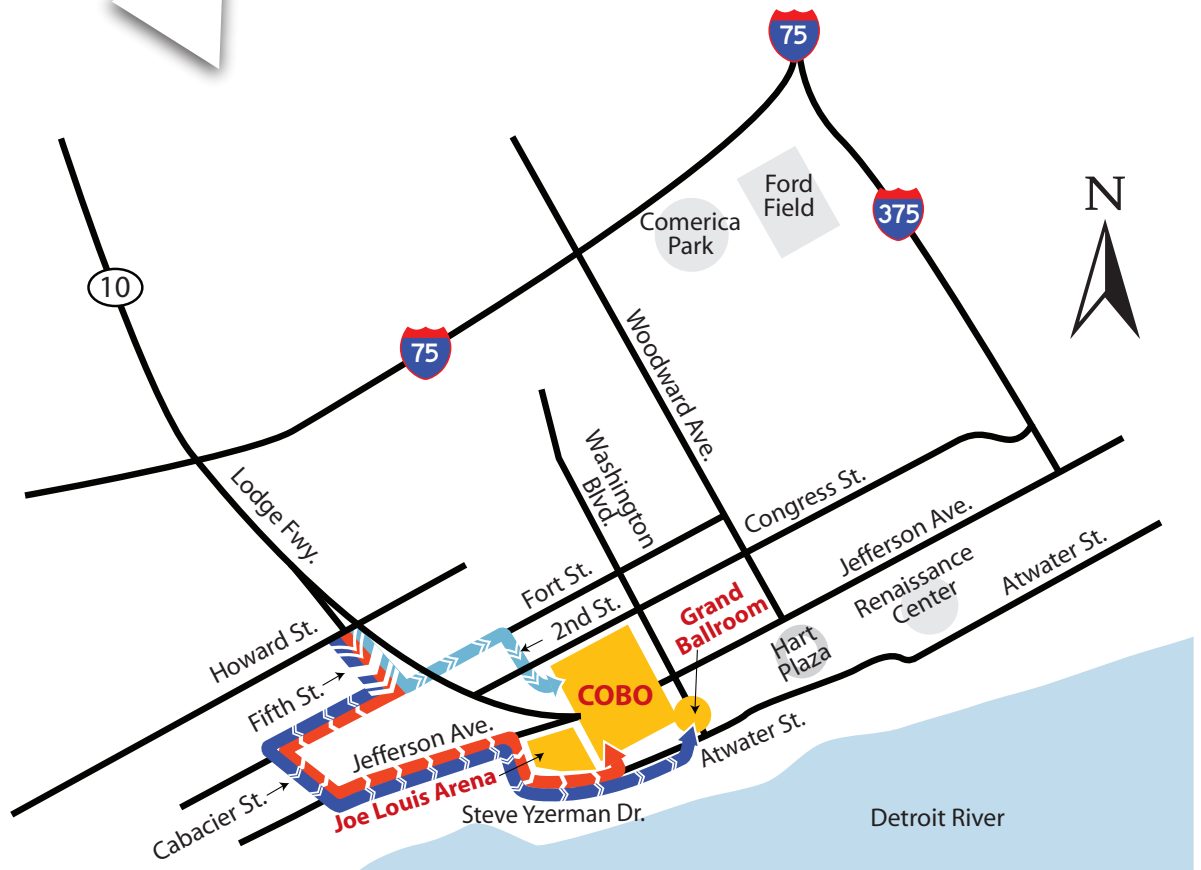 75
Ford
Field
375
N
Comerica
Park
10
Woodward Ave.
75
Washington
Blvd.
Lodge Fwy.
Congress St.
Jefferson Ave.
Renaissance
Center
Atwater St.
Fort St.
2nd St.
Grand
Ballroom
Howard St.
Hart
Plaza
Fifth St.
COBO
Jefferson Ave.
Atwater St.
Joe Louis Arena
Cabacier St.
Steve Yzerman Dr.
Detroit River